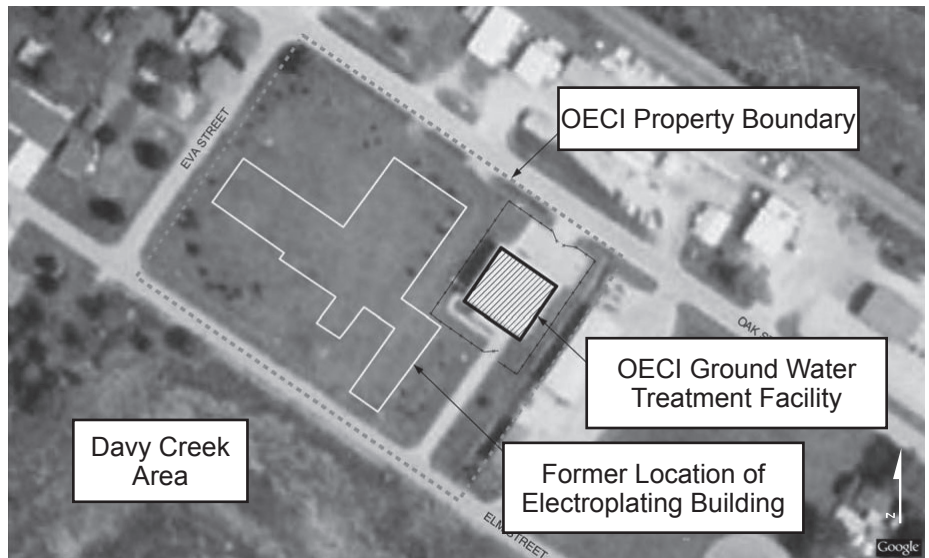 EVA STREET
OECI Property Boundary
OAK S
OECI Ground Water
Treatment Facility
Davy Creek
Area
Former Location of
Electroplating Building
ELM STREET
N
Google